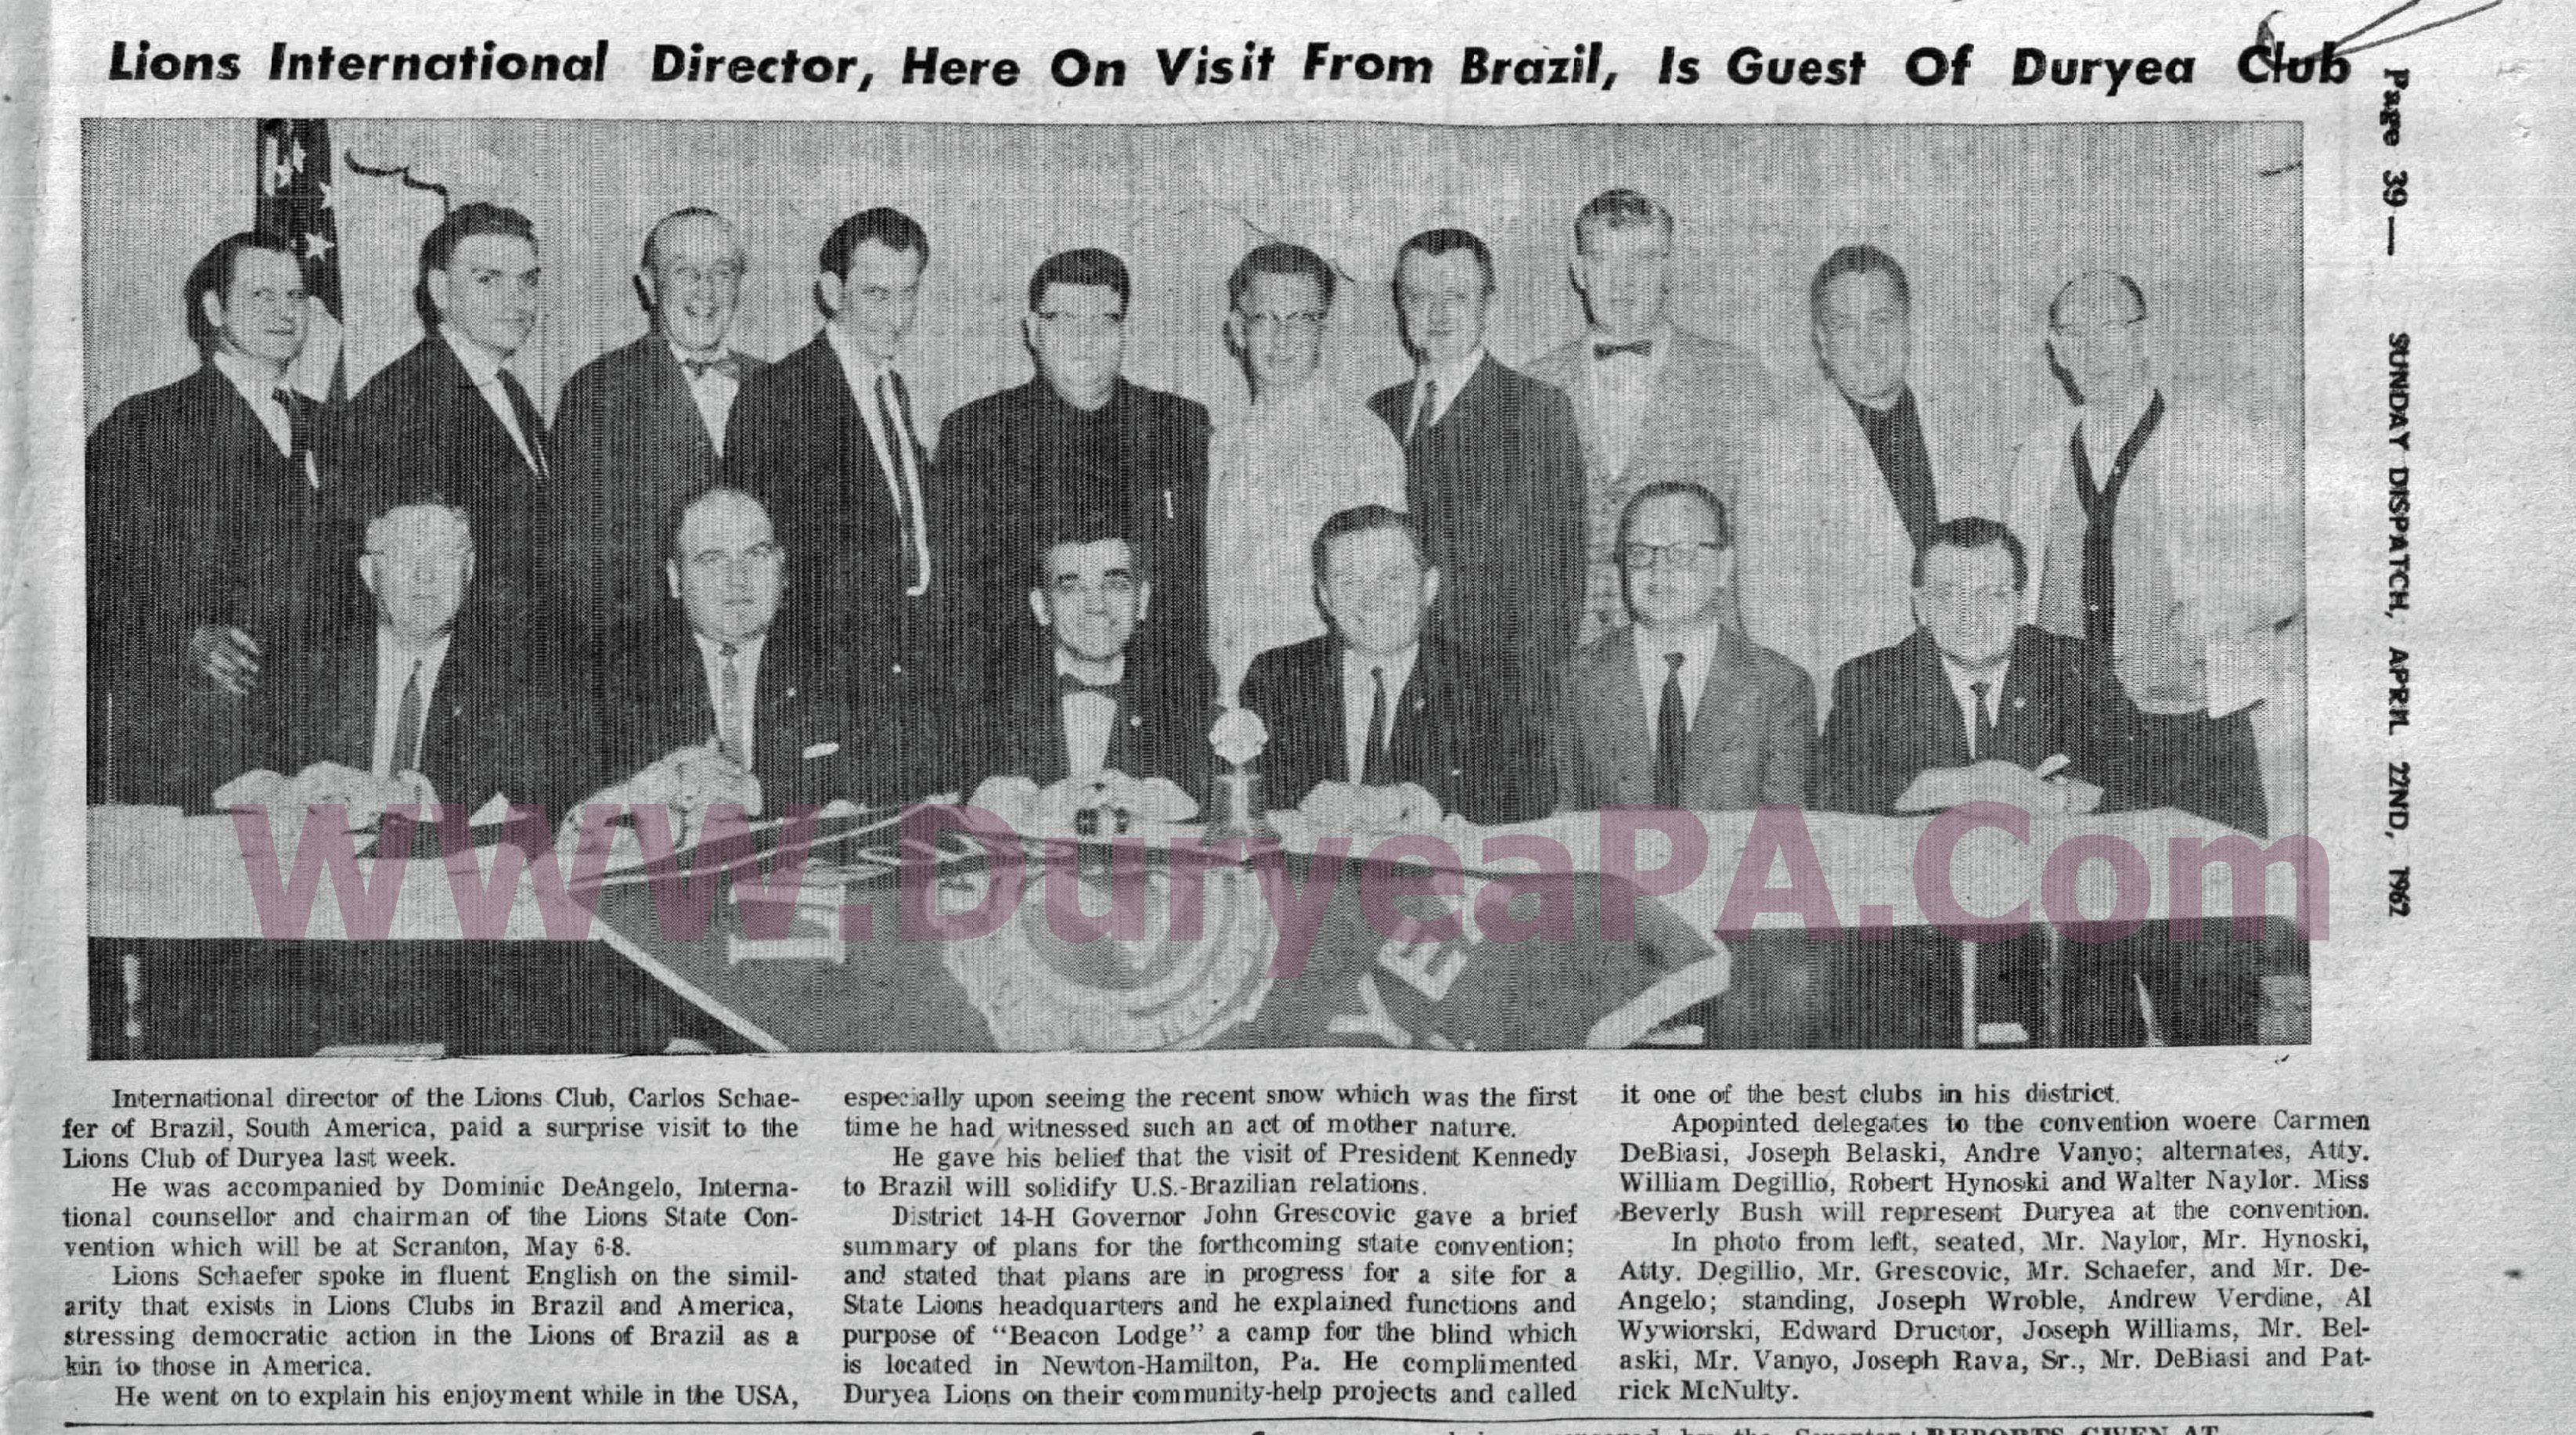 Lions International Director, Here On Visit From Brazil, Is Guest Of Duryea Club
Page 39— SUNDAY DISPATCH, APRIL 22ND, 1962
YE
WWW.DuryeaPA.Com
International director of the Lions Club, Carlos Schae-
fer of Brazil, South America, paid a surprise visit to the
Lions Club of Duryea last week.
He was accompanied by Dominic DeAngelo, Interna-
tional counsellor and chairman of the Lions State Con-
vention which will be at Scranton, May 6-8.
Lions Schaefer spoke in fluent English on the simil-
arity that exists in Lions Clubs in Brazil and America,
stressing democratic action in the Lions of Brazil as a
kin to those in America.
He went on to explain his enjoyment while in the USA,
especially upon seeing the recent snow which was the first
time he had witnessed such an act of mother nature.
He gave his belief that the visit of President Kennedy
to Brazil will solidify U.S.-Brazilian relations.
District 14-H Governor John Grescovic gave a brief
summary of plans for the forthcoming state convention;
and stated that plans are in progress for a site for a
State Lions headquarters and he explained functions and
purpose of "Beacon Lodge" a camp for the blind which
is located in Newton-Hamilton, Pa. He complimented
Duryea Lions on their community-help projects and called
it one of the best clubs in his district.
Apopinted delegates to the convention woere Carmen
DeBiasi, Joseph Belaski, Andre Vanyo; alternates, Atty.
William Degillio, Robert Hynoski and Walter Naylor. Miss
Beverly Bush will represent Duryea at the convention.
In photo from left, seated, Mr. Naylor, Mr. Hynoski,
Atty. Degillio, Mr. Grescovic, Mr. Schaefer, and Mr. De-
Angelo; standing, Joseph Wroble, Andrew Verdine, Al
Wywiorski, Edward Dructor, Joseph Williams, Mr. Bel-
aski, Mr. Vanyo, Joseph Rava, Sr., Mr. DeBiasi and Pat-
rick McNulty.
by the Scranton REPORTS GIVEN AT